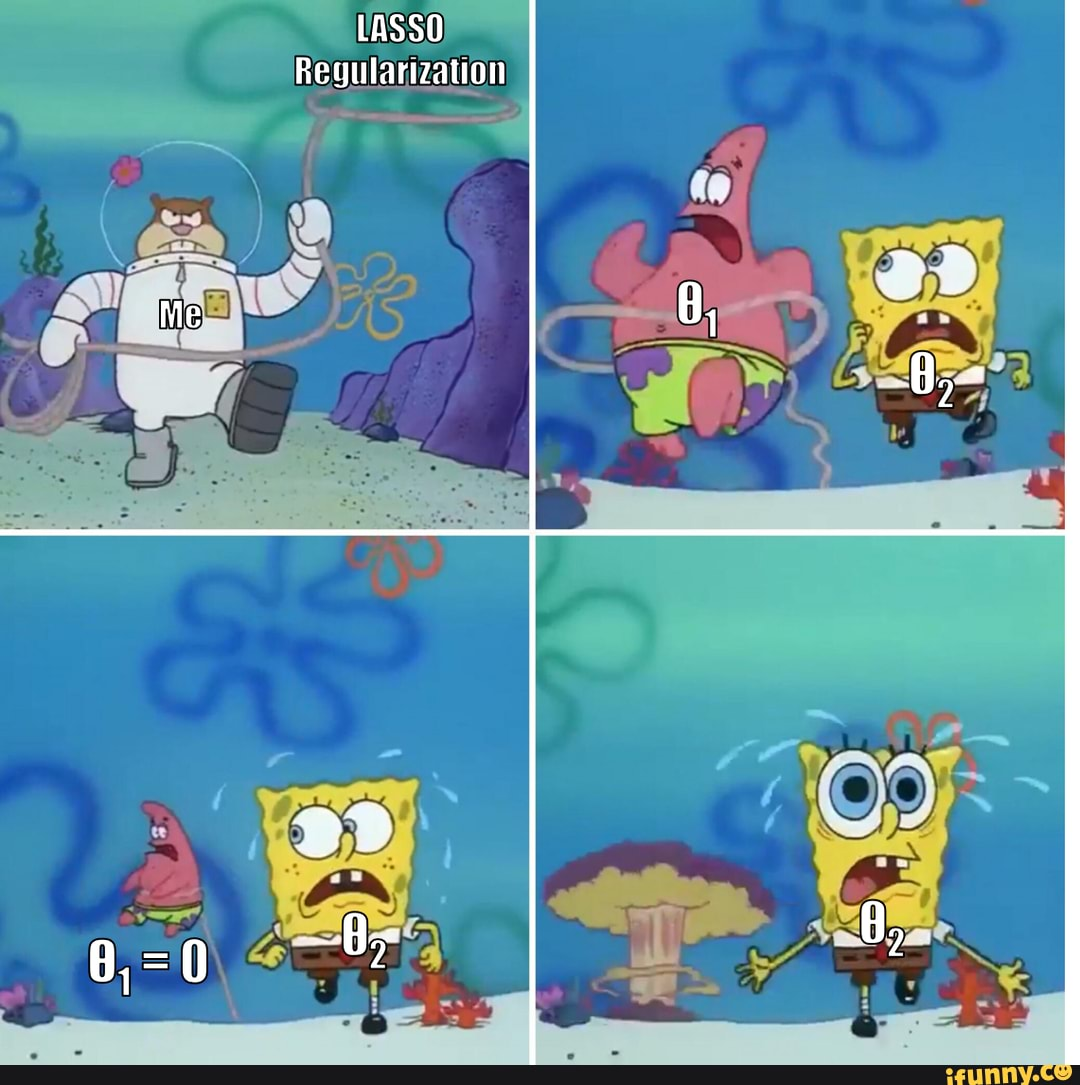 LASSO
Regularization
Me
θ₁
θ₂
θ₁ = 0
θ₂
θ₂
ifunny.co